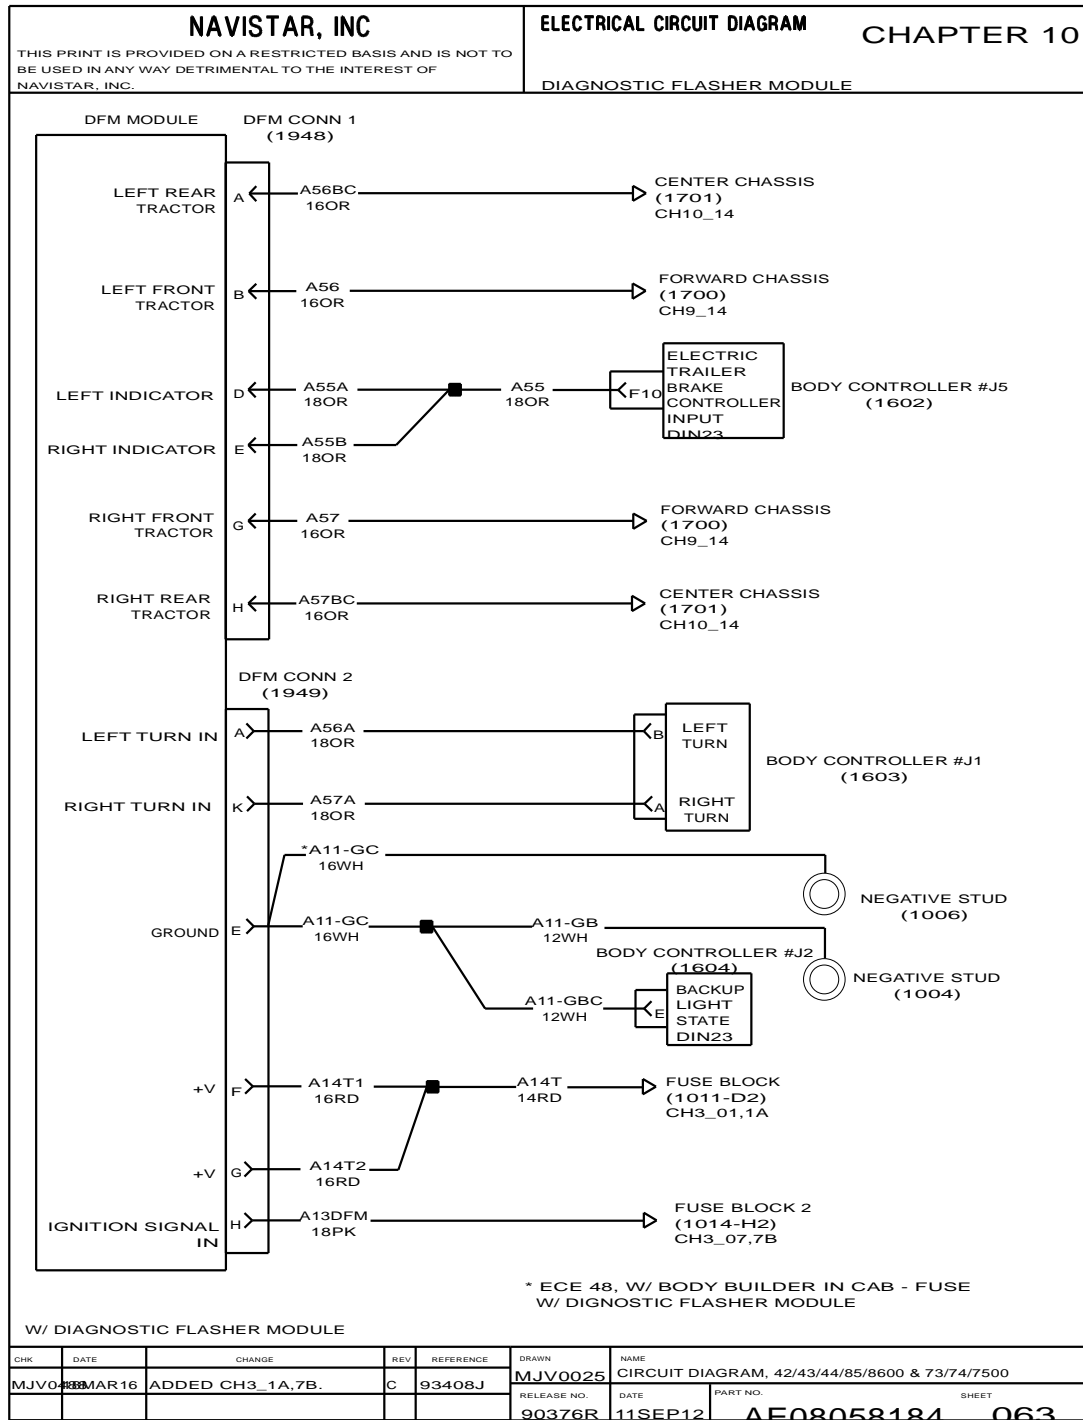 NAVISTAR, INC
THIS PRINT IS PROVIDED ON A RESTRICTED BASIS AND IS NOT TO
BE USED IN ANY WAY DETRIMENTAL TO THE INTEREST OF
NAVISTAR, INC.
ELECTRICAL CIRCUIT DIAGRAM
CHAPTER 10
DIAGNOSTIC FLASHER MODULE
DFM MODULE
DFM CONN 1
(1948)
LEFT REAR
TRACTOR
A
A56BC
16OR
CENTER CHASSIS
(1701)
CH10_14
LEFT FRONT
TRACTOR
B
A56
16OR
FORWARD CHASSIS
(1700)
CH9_14
LEFT INDICATOR
D
A55A
18OR
A55
18OR
F10
ELECTRIC
TRAILER
BRAKE
CONTROLLER
INPUT
DIN23
BODY CONTROLLER #J5
(1602)
RIGHT INDICATOR
E
A55B
18OR
RIGHT FRONT
TRACTOR
G
A57
16OR
FORWARD CHASSIS
(1700)
CH9_14
RIGHT REAR
TRACTOR
H
A57BC
16OR
CENTER CHASSIS
(1701)
CH10_14
DFM CONN 2
(1949)
LEFT TURN IN
A
A56A
18OR
B
LEFT
TURN
BODY CONTROLLER #J1
(1603)
RIGHT TURN IN
K
A57A
18OR
A
RIGHT
TURN
*A11-GC
16WH
NEGATIVE STUD
(1006)
GROUND
E
A11-GC
16WH
A11-GB
12WH
NEGATIVE STUD
(1004)
BODY CONTROLLER #J2
(1604)
A11-GBC
12WH
E
BACKUP
LIGHT
STATE
DIN23
+V
F
A14T1
16RD
A14T
14RD
FUSE BLOCK
(1011-D2)
CH3_01,1A
+V
G
A14T2
16RD
IGNITION SIGNAL
IN
H
A13DFM
18PK
FUSE BLOCK 2
(1014-H2)
CH3_07,7B
* ECE 48, W/ BODY BUILDER IN CAB - FUSE
W/ DIGNOSTIC FLASHER MODULE
W/ DIAGNOSTIC FLASHER MODULE
CHK DATE CHANGE REV REFERENCE
ADDED CH3_1A,7B. C 93408J
DRAWN
MJV0025
NAME
CIRCUIT DIAGRAM, 42/43/44/85/8600 & 73/74/7500
RELEASE NO.
90376R
DATE
11SEP12
PART NO.
AE08058184
SHEET
063